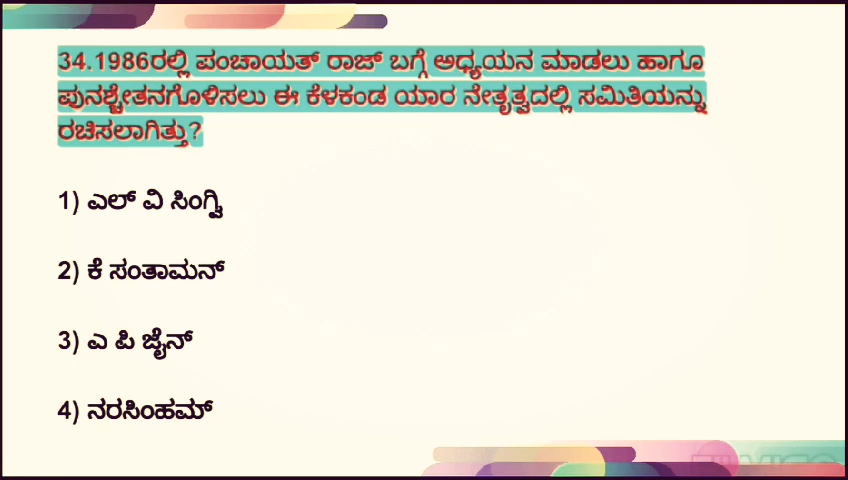 34.1986ರಲ್ಲಿ ಪಂಚಾಯತ್ ರಾಜ್ ಬಗ್ಗೆ ಅಧ್ಯಯನ ಮಾಡಲು ಹಾಗೂ
ಪುನಶ್ಚೇತನಗೊಳಿಸಲು ಈ ಕೆಳಕಂಡ ಯಾರ ನೇತೃತ್ವದಲ್ಲಿ ಸಮಿತಿಯನ್ನು
ರಚಿಸಲಾಗಿತ್ತು?
1) ಎಲ್ ವಿ ಸಿಂಗ್ವಿ
2) ಕೆ ಸಂತಾಮನ್
3) ಎ ಪಿ ಜೈನ್
4) ನರಸಿಂಹಮ್